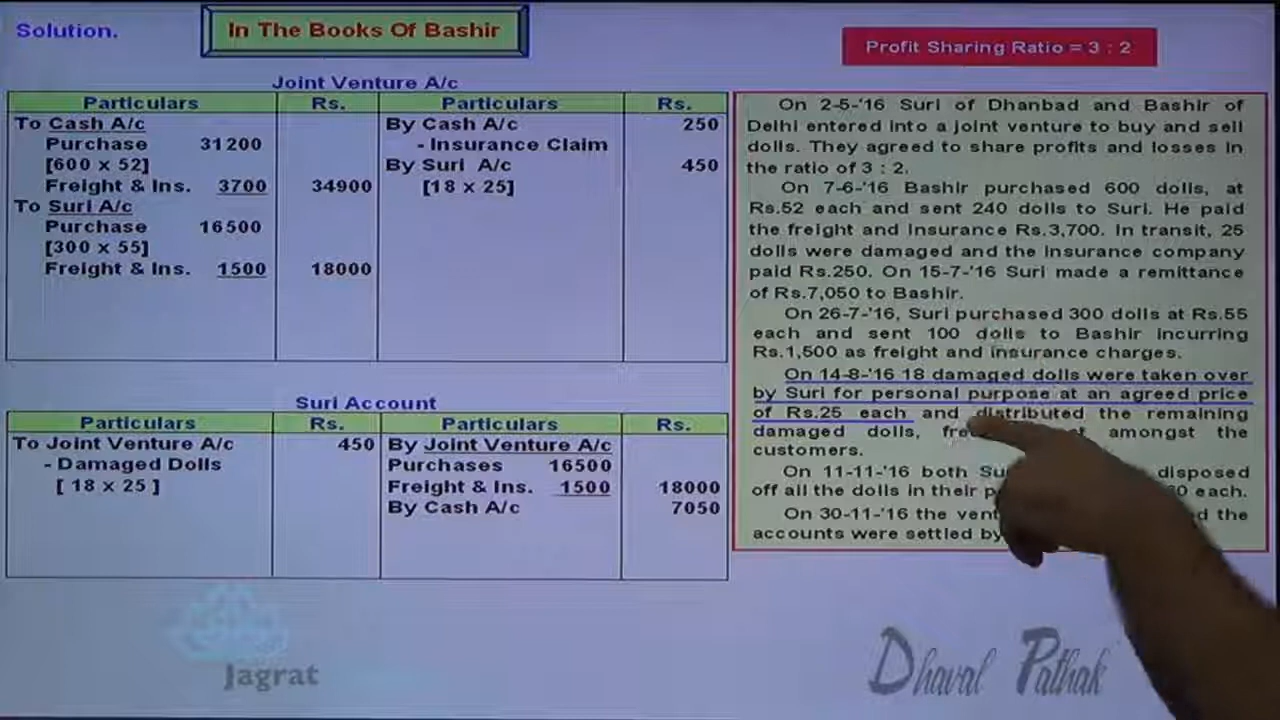 Solution.
In The Books Of Bashir
Profit Sharing Ratio = 3 : 2
Joint Venture A/c
Particulars Rs. Particulars Rs.
To Cash A/c By Cash A/c 250
Purchase 31200 - Insurance Claim
[600 x 52] By Suri A/c 450
Freight & Ins. 3700 34900 [18 x 25]
To Suri A/c
Purchase 16500
[300 x 55]
Freight & Ins. 1500 18000
Suri Account
Particulars Rs. Particulars Rs.
To Joint Venture A/c 450 By Joint Venture A/c
- Damaged Dolls Purchases 16500
[ 18 x 25 ] Freight & Ins. 1500 18000
By Cash A/c 7050
On 2-5-'16 Suri of Dhanbad and Bashir of
Delhi entered into a joint venture to buy and sell
dolls. They agreed to share profits and losses in
the ratio of 3 : 2.
On 7-6-'16 Bashir purchased 600 dolls, at
Rs.52 each and sent 240 dolls to Suri. He paid
the freight and Insurance Rs.3,700. In transit, 25
dolls were damaged and the insurance company
paid Rs.250. On 15-7-'16 Suri made a remittance
of Rs.7,050 to Bashir.
On 26-7-'16, Suri purchased 300 dolls at Rs.55
each and sent 100 dolls to Bashir incurring
Rs.1,500 as freight and insurance charges.
On 14-8-'16 18 damaged dolls were taken over
by Suri for personal purpose at an agreed price
of Rs.25 each and distributed the remaining
damaged dolls, amongst the
customers.
On 11-11-'16 both disposed
off all the dolls in their each.
On 30-11-'16 the the
accounts were settled by
Jagrat
Dhaval Pathak